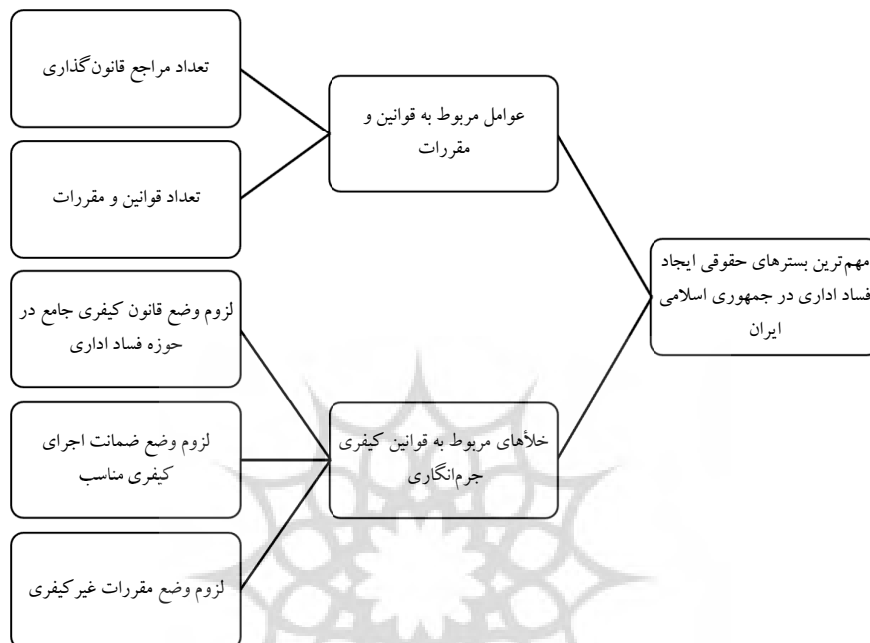 مهم‌ترین بسترهای حقوقی ایجاد
فساد اداری در جمهوری اسلامی
ایران
عوامل مربوط به قوانین و
مقررات
تعداد مراجع قانون‌گذاری
تعداد قوانین و مقررات
خلأهای مربوط به قوانین کیفری
جرم‌انگاری
لزوم وضع قانون کیفری جامع در
حوزه فساد اداری
لزوم وضع ضمانت اجرای
کیفری مناسب
لزوم وضع مقررات غیرکیفری